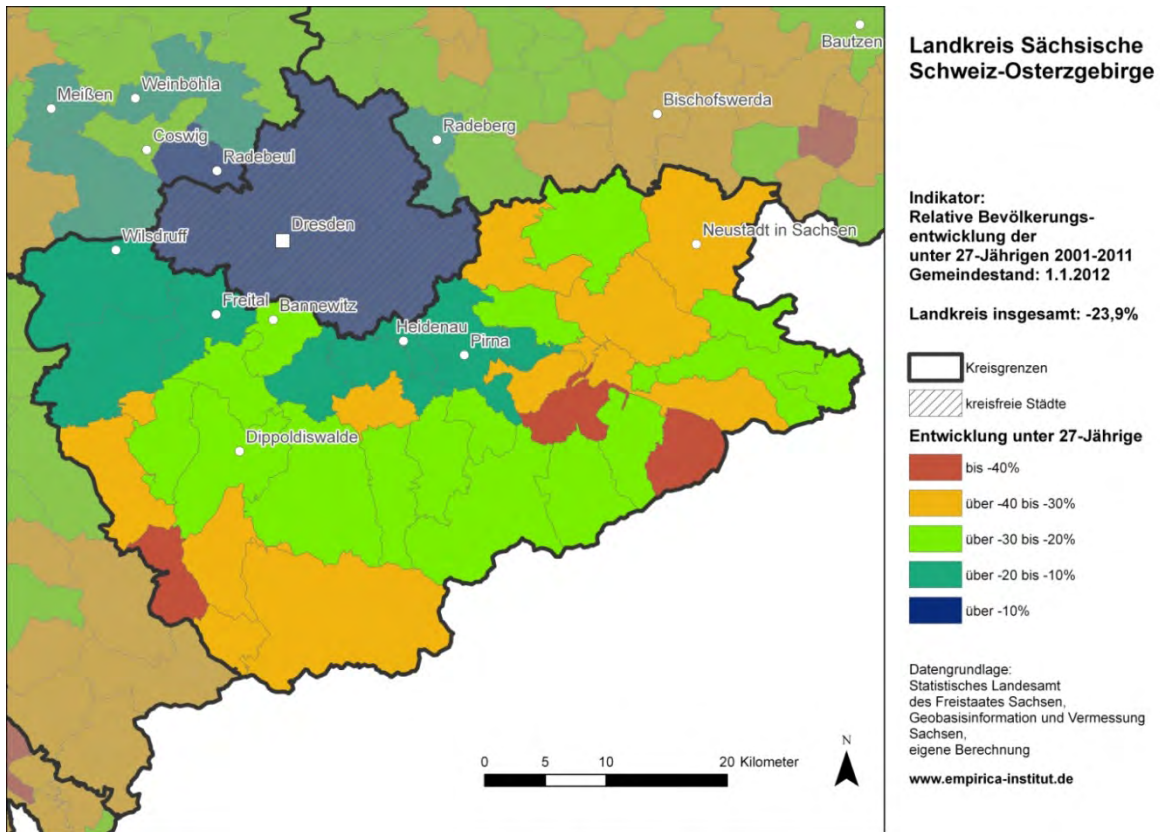 Bautzen
Weinböhla
Meißen
Bischofswerda
Radeberg
Coswig
Radebeul
Dresden
Neustadt in Sachsen
Wilsdruff
Freital
Bannewitz
Heidenau
Pirna
Dippoldiswalde
0 5 10 20 Kilometer
N
Landkreis Sächsische
Schweiz-Osterzgebirge
Indikator:
Relative Bevölkerungs-
entwicklung der
unter 27-Jährigen 2001-2011
Gemeindestand: 1.1.2012
Landkreis insgesamt: -23,9%
Kreisgrenzen
kreisfreie Städte
Entwicklung unter 27-Jährige
bis -40%
über -40 bis -30%
über -30 bis -20%
über -20 bis -10%
über -10%
Datengrundlage:
Statistisches Landesamt
des Freistaates Sachsen,
Geobasisinformation und Vermessung
Sachsen,
eigene Berechnung
www.empirica-institut.de